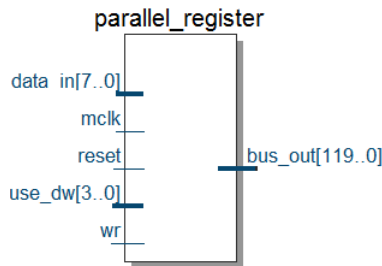 parallel_register
data_in[7..0]
mclk
reset
bus_out[119..0]
use_dw[3..0]
wr